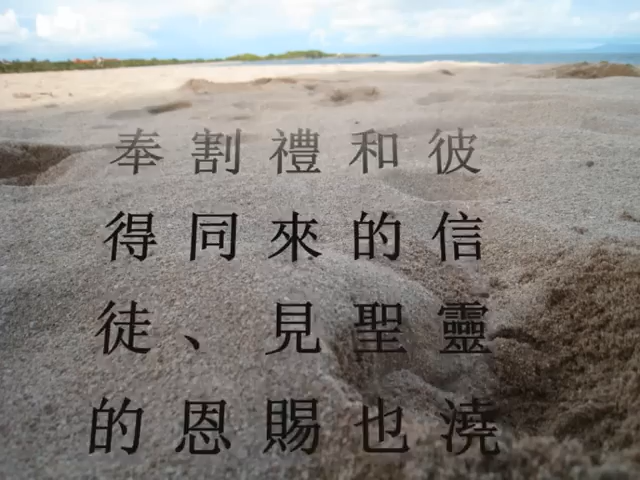 奉割禮和彼
得同來的信
徒、見聖靈
的恩賜也澆